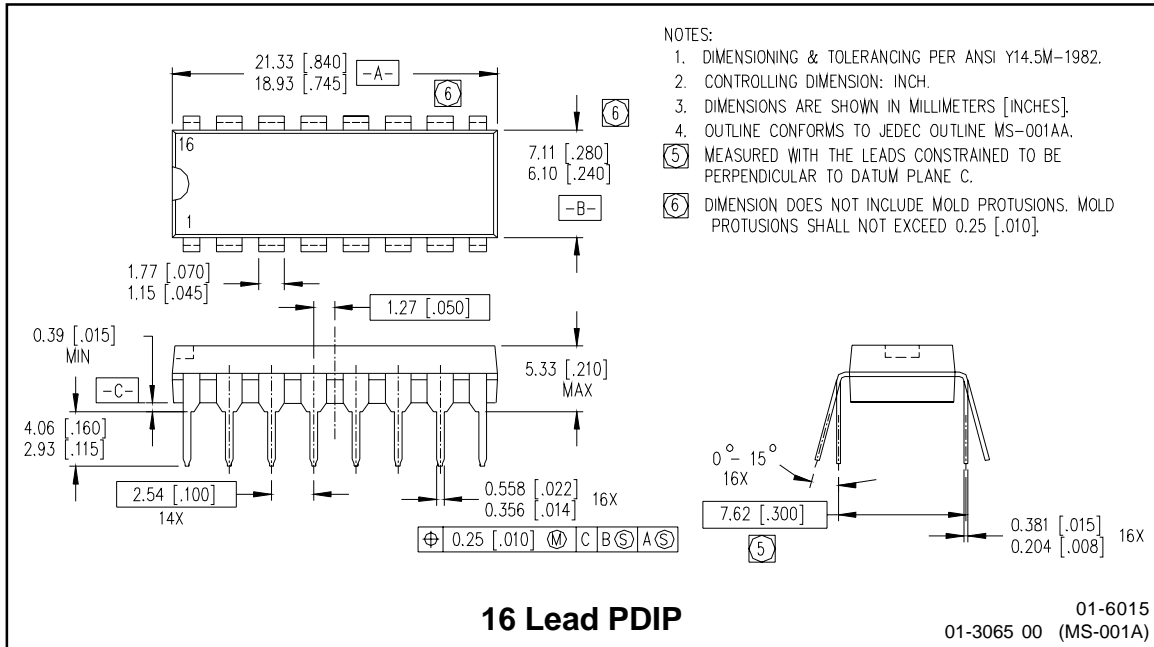 21.33 [.840]
18.93 [.745]
-A-
6
6
16
1
7.11 [.280]
6.10 [.240]
-B-
NOTES:
1. DIMENSIONING & TOLERANCING PER ANSI Y14.5M-1982.
2. CONTROLLING DIMENSION: INCH.
3. DIMENSIONS ARE SHOWN IN MILLIMETERS [INCHES].
4. OUTLINE CONFORMS TO JEDEC OUTLINE MS-001AA.
5 MEASURED WITH THE LEADS CONSTRAINED TO BE
PERPENDICULAR TO DATUM PLANE C.
6 DIMENSION DOES NOT INCLUDE MOLD PROTUSIONS. MOLD
PROTUSIONS SHALL NOT EXCEED 0.25 [.010].
1.77 [.070]
1.15 [.045]
1.27 [.050]
0.39 [.015]
MIN
-C-
5.33 [.210]
MAX
4.06 [.160]
2.93 [.115]
2.54 [.100]
14X
0.558 [.022]
0.356 [.014]
16X
⌖ 0.25 [.010] Ⓜ C B Ⓢ A Ⓢ
0° - 15°
16X
7.62 [.300]
5
0.381 [.015]
0.204 [.008]
16X
16 Lead PDIP
01-6015
01-3065 00 (MS-001A)